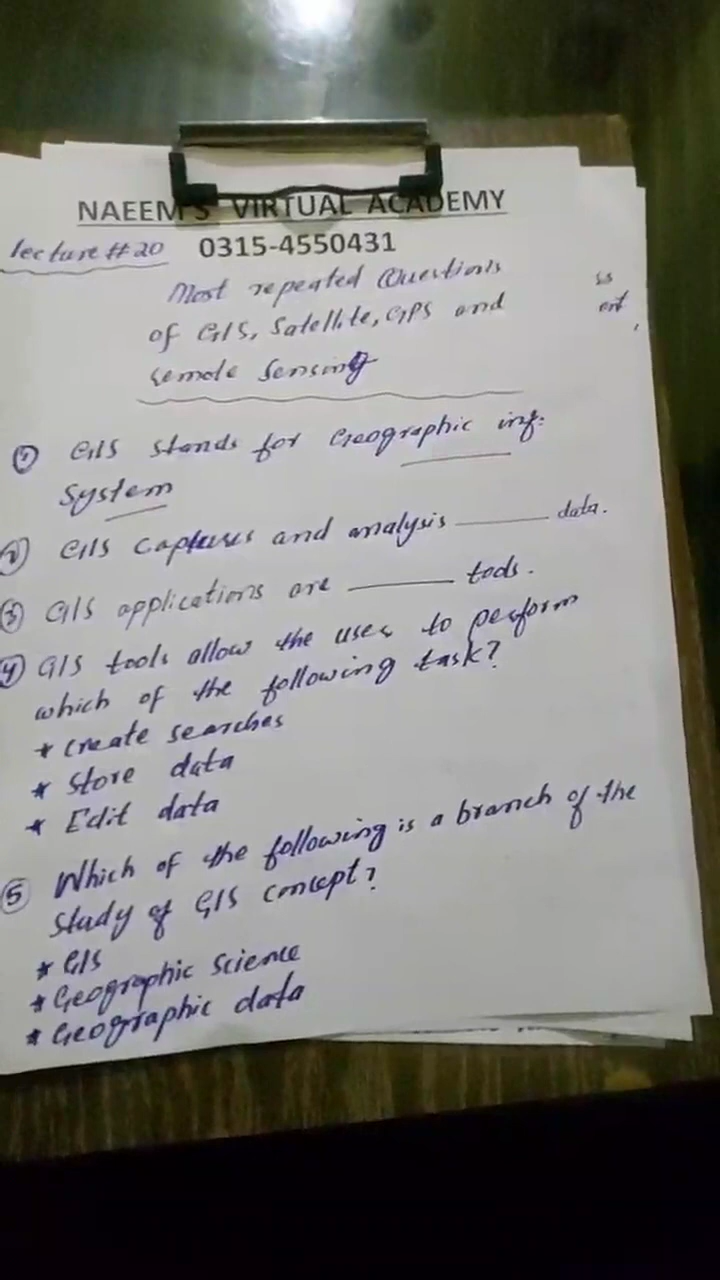 NAEEM'S VIRTUAL ACADEMY
lecture # 20 0315-4550431
Most repeated Questions
of GIS, Satellite, GPS and
remote Sensing
① GIS stands for Geographic inf:
System
② GIS captures and analysis ______ data.
③ GIS applications are ______ tools.
④ GIS tools allow the user to perform
which of the following task?
* Create searches
* Store data
* Edit data
⑤ Which of the following is a branch of the
Study of GIS concept?
* GIS
* Geographic Science
* Geographic data